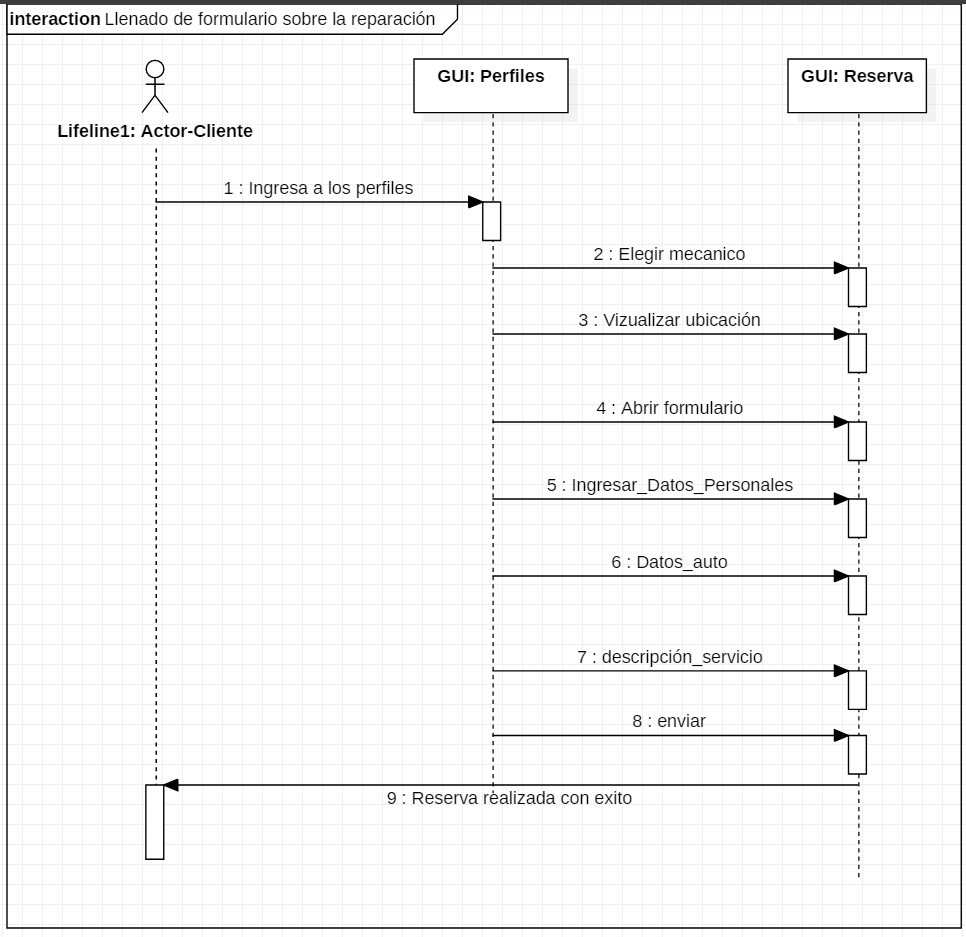 interaction Llenado de formulario sobre la reparación
GUI: Perfiles
GUI: Reserva
Lifeline1: Actor-Cliente
1 : Ingresa a los perfiles
2 : Elegir mecanico
3 : Vizualizar ubicación
4 : Abrir formulario
5 : Ingresar_Datos_Personales
6 : Datos_auto
7 : descripción_servicio
8 : enviar
9 : Reserva realizada con exito